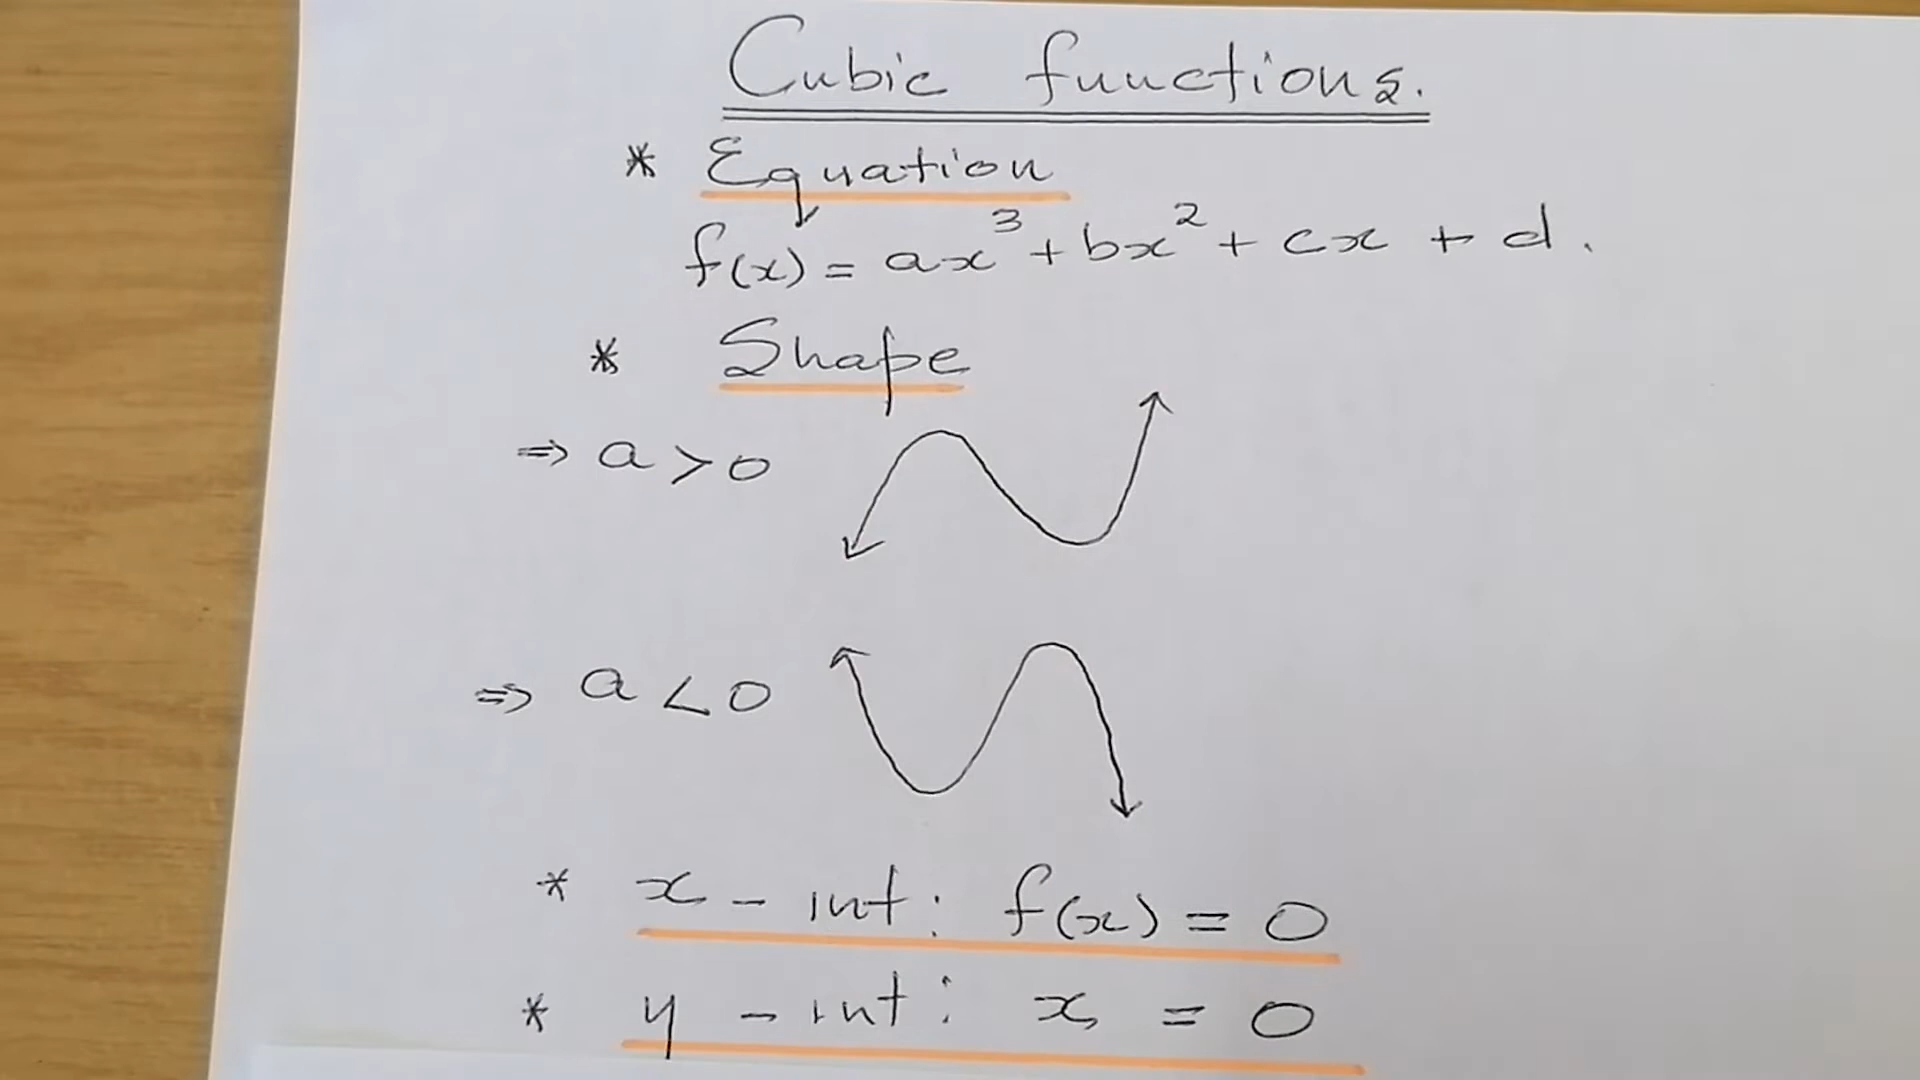 Cubic functions.
* Equation
f(x) = ax³ + bx² + cx + d.
* Shape
⇒ a > 0
⇒ a < 0
* x - int : f(x) = 0
* y - int : x = 0